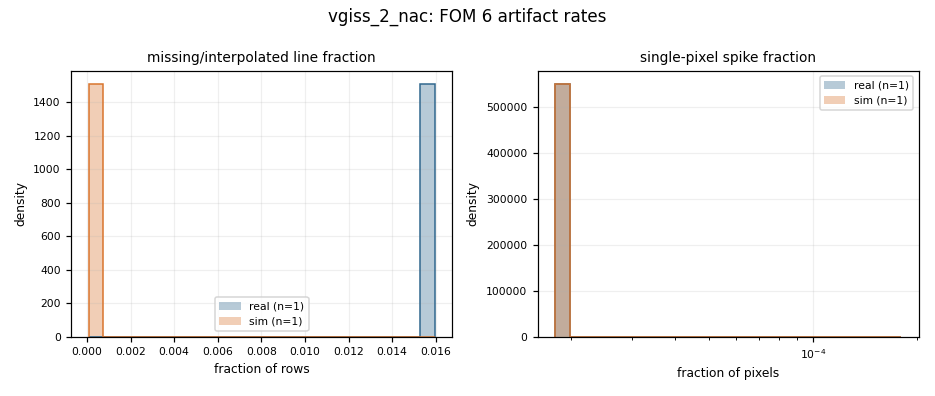 vgiss_2_nac: FOM 6 artifact rates
missing/interpolated line fraction
density
1400
1200
1000
800
600
400
200
0
real (n=1)
sim (n=1)
0.000 0.002 0.004 0.006 0.008 0.010 0.012 0.014 0.016
fraction of rows
single-pixel spike fraction
density
500000
400000
300000
200000
100000
0
real (n=1)
sim (n=1)
10⁻⁴
fraction of pixels